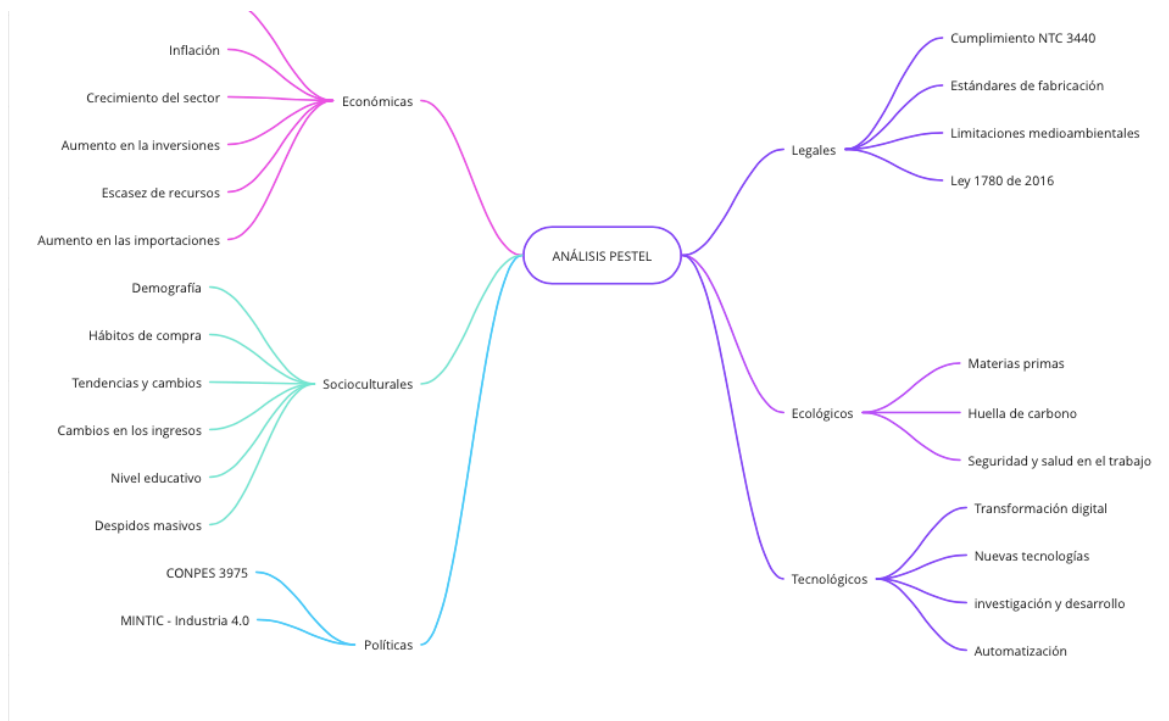 ANÁLISIS PESTEL
Económicas
Inflación
Crecimiento del sector
Aumento en la inversiones
Escasez de recursos
Aumento en las importaciones
Socioculturales
Demografía
Hábitos de compra
Tendencias y cambios
Cambios en los ingresos
Nivel educativo
Despidos masivos
Políticas
CONPES 3975
MINTIC - Industria 4.0
Legales
Cumplimiento NTC 3440
Estándares de fabricación
Limitaciones medioambientales
Ley 1780 de 2016
Ecológicos
Materias primas
Huella de carbono
Seguridad y salud en el trabajo
Tecnológicos
Transformación digital
Nuevas tecnologías
investigación y desarrollo
Automatización